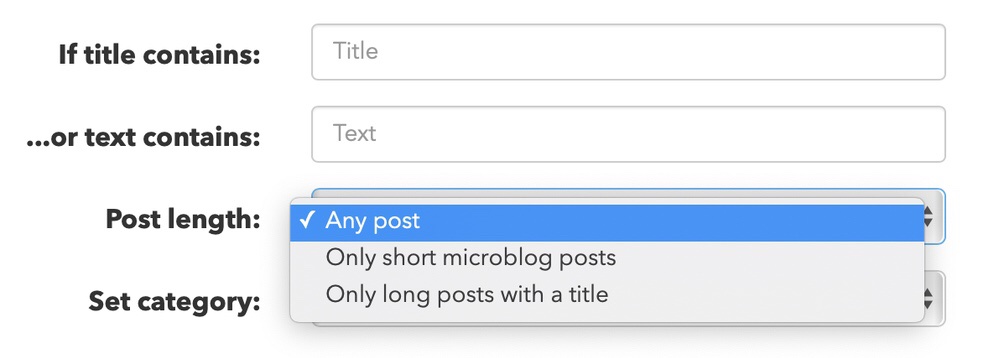 If title contains:
Title
...or text contains:
Text
Post length:
✓ Any post
Only short microblog posts
Only long posts with a title
Set category: